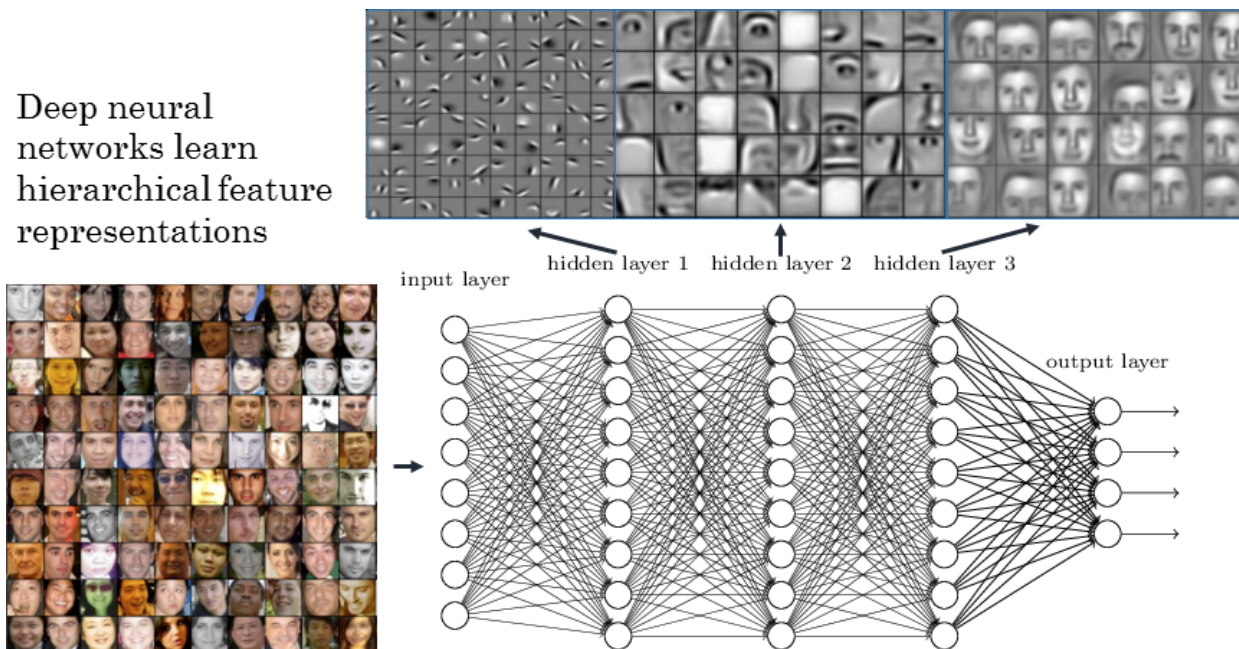 Deep neural
networks learn
hierarchical feature
representations
input layer
hidden layer 1
hidden layer 2
hidden layer 3
output layer